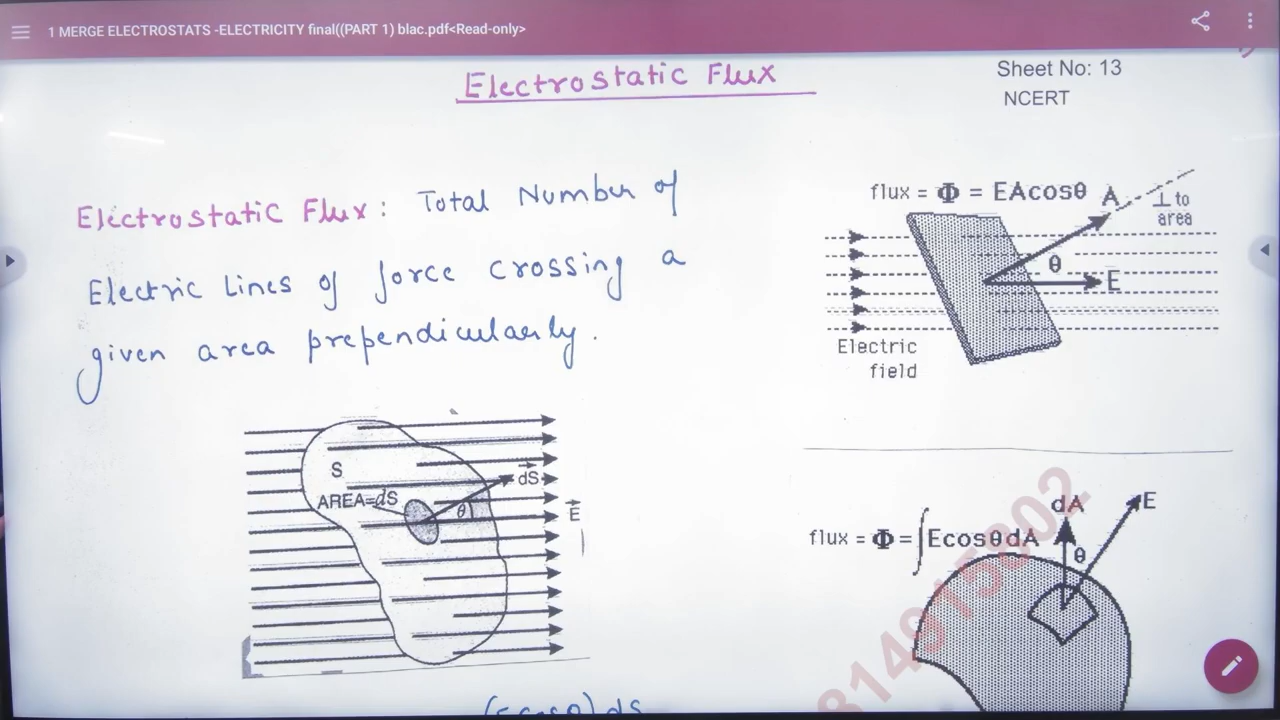 1 MERGE ELECTROSTATS -ELECTRICITY final((PART 1) blac.pdf<Read-only>
Electrostatic Flux
Sheet No: 13
NCERT
Electrostatic Flux: Total Number of
Electric Lines of force crossing a
given area prependicularly.
flux = Φ = EAcosθ
A
⊥ to
area
θ
E
Electric
field
S
AREA=dS
dS
θ
E
flux = Φ = ∫EcosθdA
dA
E
θ
(Ecosθ) dS